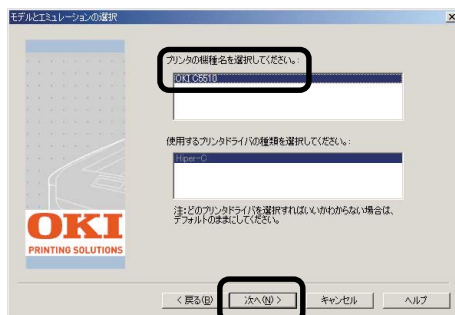 モデルとエミュレーションの選択
プリンタの機種名を選択してください。:
OKI C5510
使用するプリンタドライバの種類を選択してください。:
Hiper-C
注:どのプリンタドライバを選択すればいいかわからない場合は、
デフォルトのままにしてください。
OKI
PRINTING SOLUTIONS
< 戻る(B)
次へ(N) >
キャンセル
ヘルプ